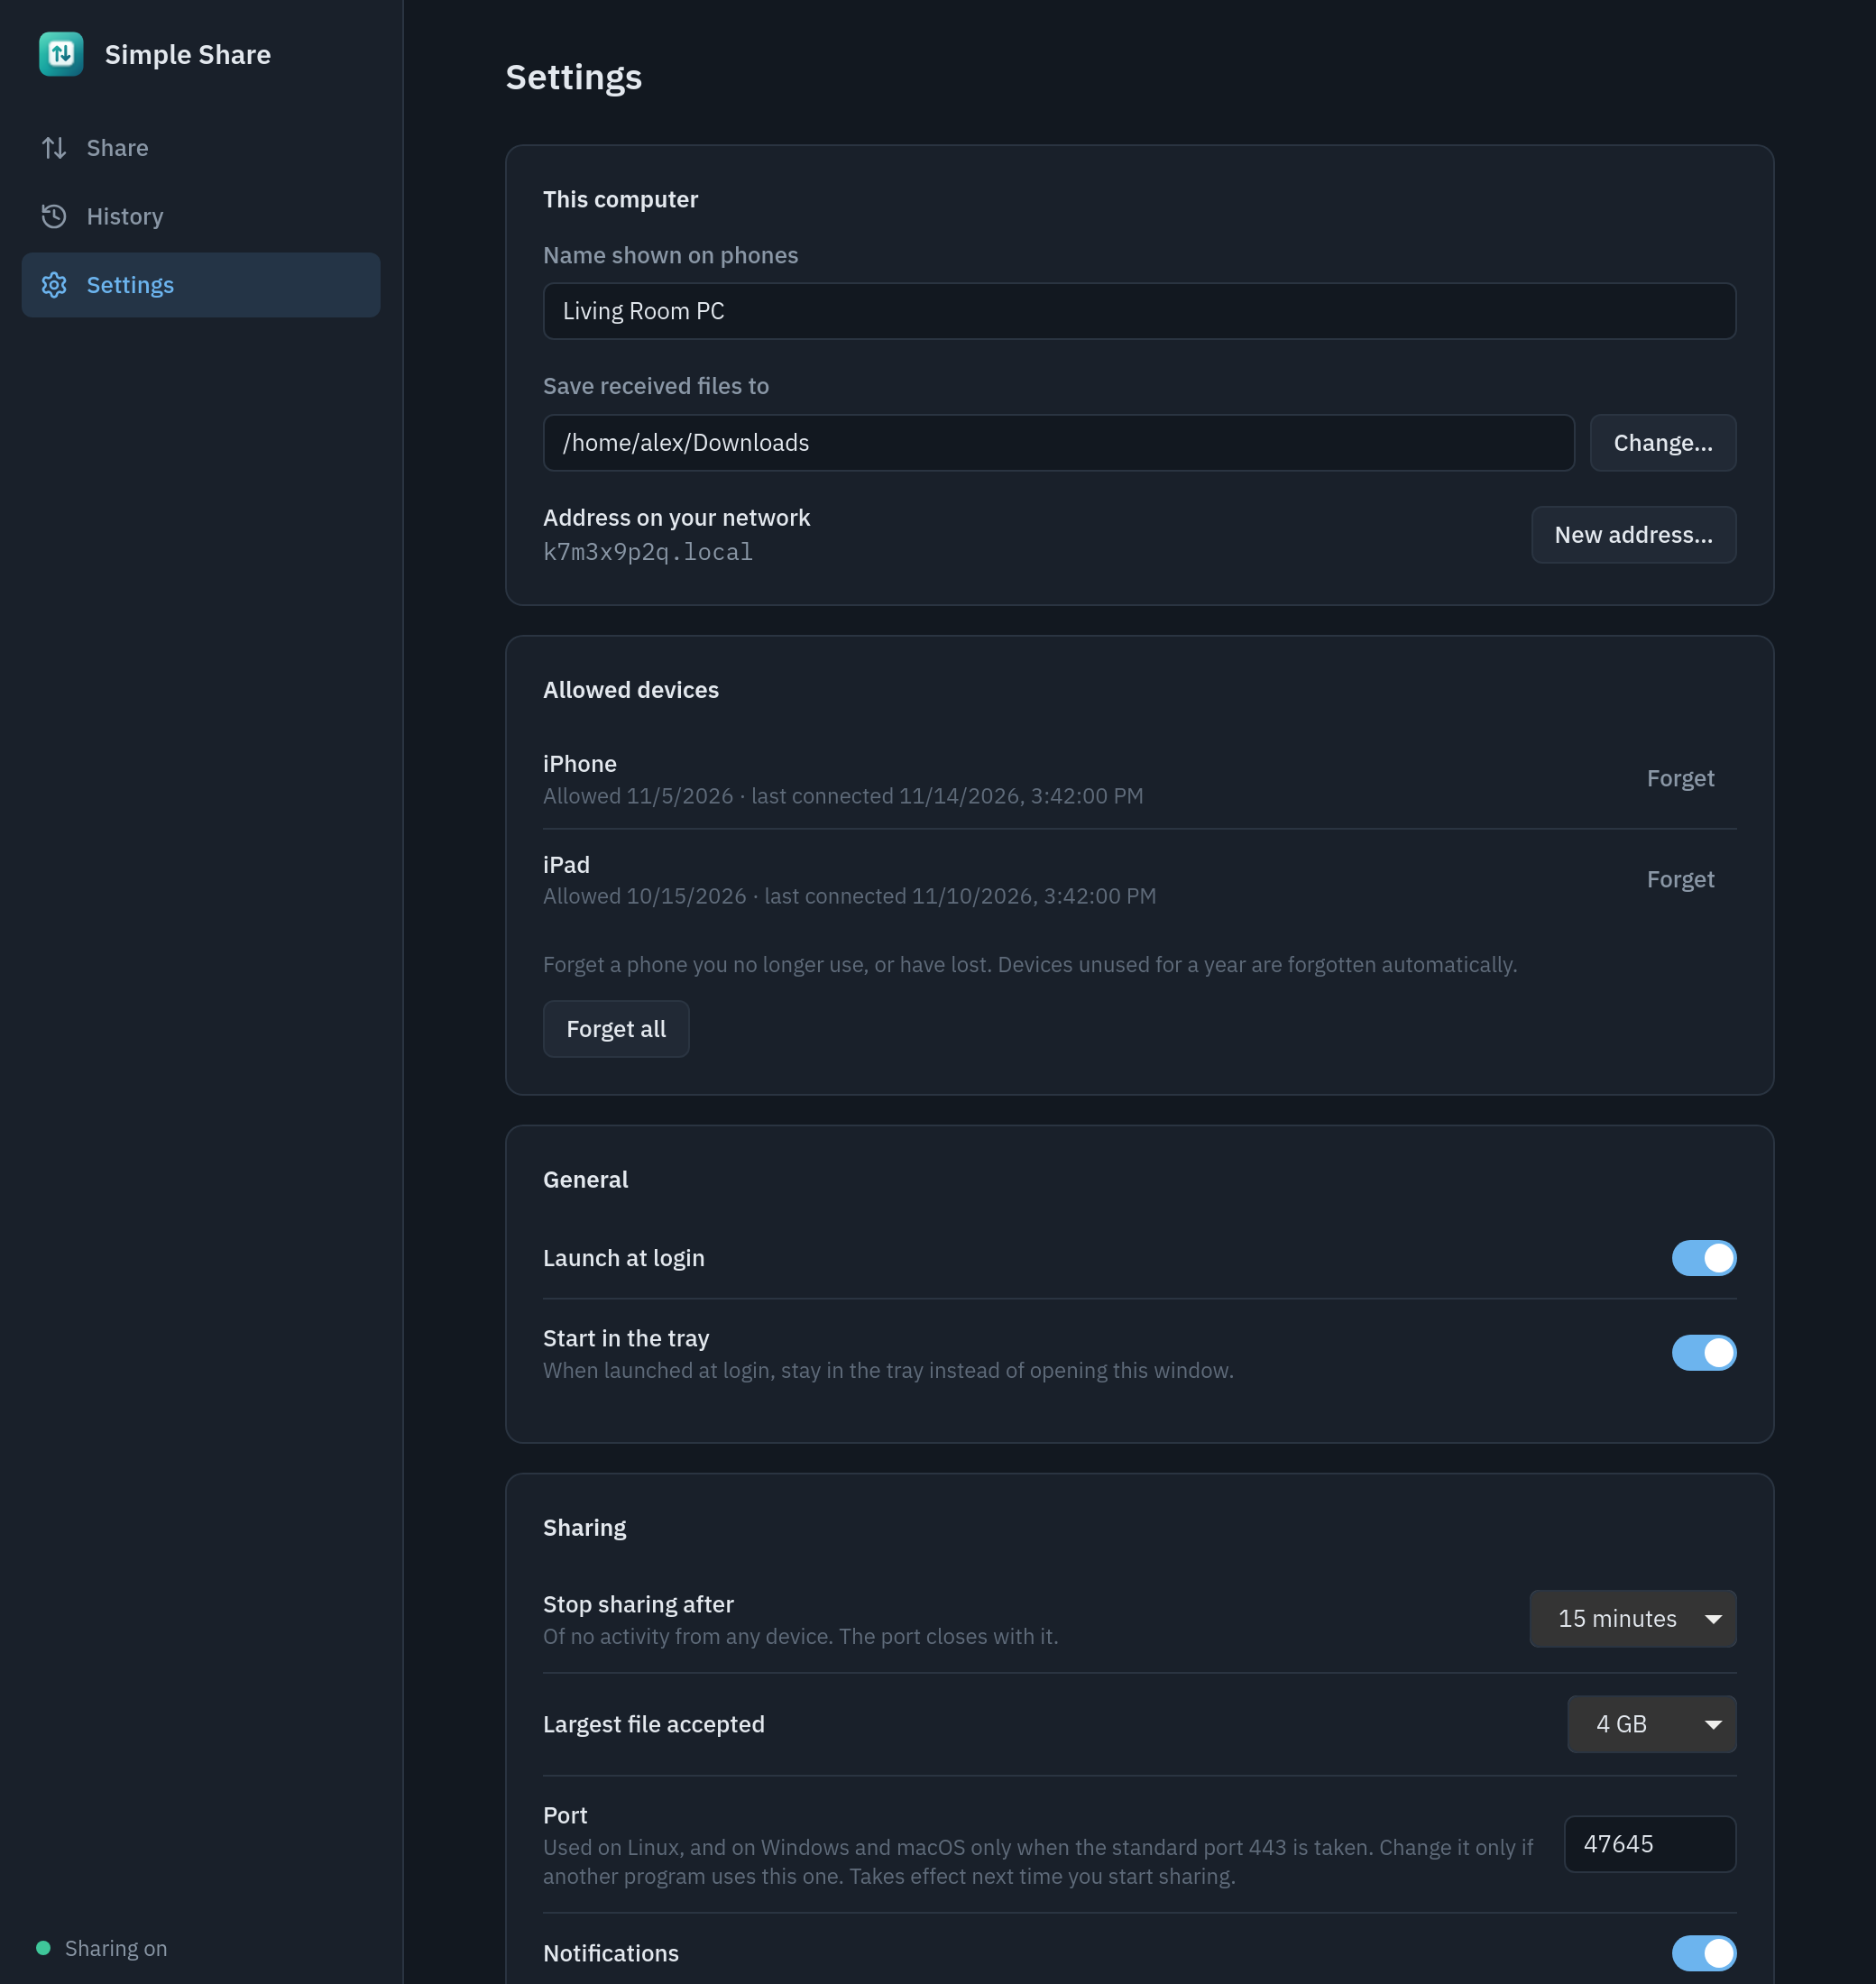 Simple Share
Share
History
Settings
Sharing on
Settings
This computer
Name shown on phones
Living Room PC
Save received files to
/home/alex/Downloads
Change...
Address on your network
k7m3x9p2q.local
New address...
Allowed devices
iPhone
Allowed 11/5/2026 · last connected 11/14/2026, 3:42:00 PM
Forget
iPad
Allowed 10/15/2026 · last connected 11/10/2026, 3:42:00 PM
Forget
Forget a phone you no longer use, or have lost. Devices unused for a year are forgotten automatically.
Forget all
General
Launch at login
Start in the tray
When launched at login, stay in the tray instead of opening this window.
Sharing
Stop sharing after
Of no activity from any device. The port closes with it.
15 minutes
Largest file accepted
4 GB
Port
Used on Linux, and on Windows and macOS only when the standard port 443 is taken. Change it only if
another program uses this one. Takes effect next time you start sharing.
47645
Notifications